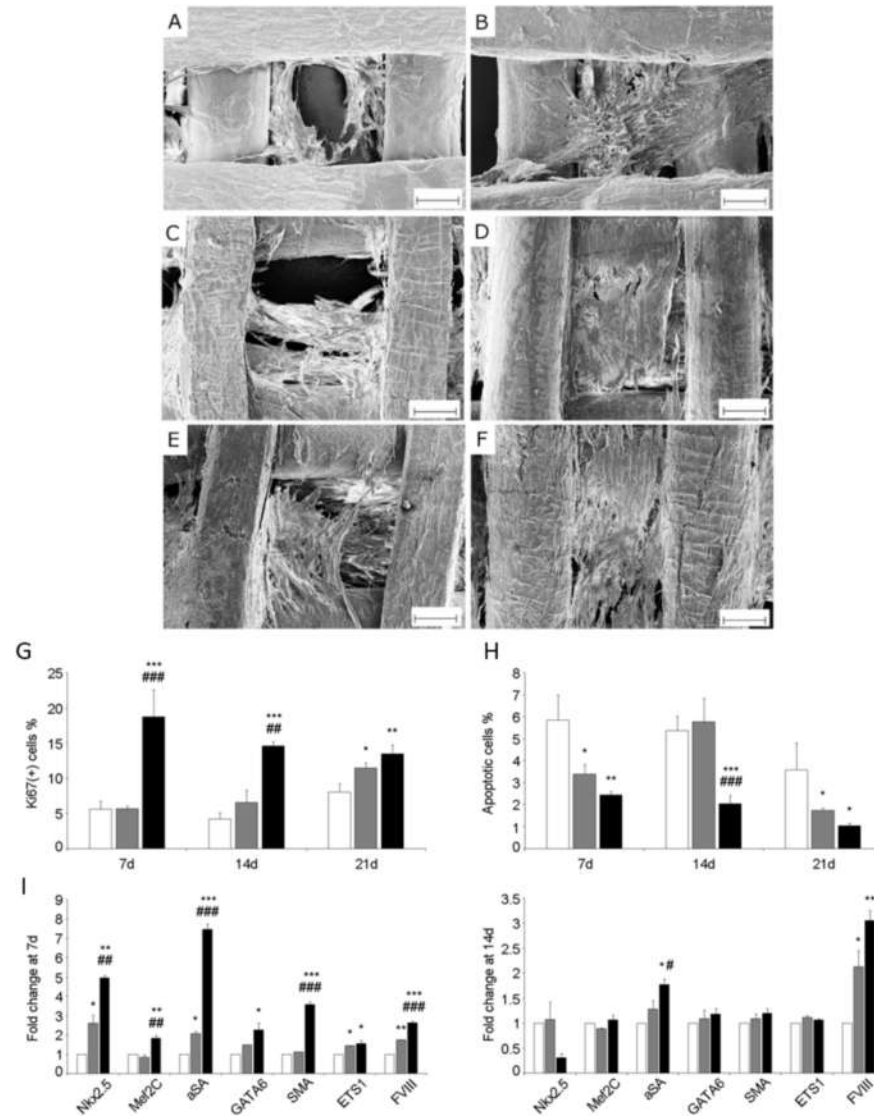 A
B
C
D
E
F
G
Ki67(+) cells %
25
20
15
10
5
0
***
###
***
##
*
**
7d
14d
21d
H
Apoptotic cells %
8
7
6
5
4
3
2
1
0
*
**
***
###
*
*
7d
14d
21d
I
Fold change at 7d
9
8
7
6
5
4
3
2
1
0
*
**
##
**
##
*
***
###
*
***
###
*
*
**
***
###
Nkx2.5
Mef2C
aSA
GATA6
SMA
ETS1
FVIII
Fold change at 14d
3.5
3
2.5
2
1.5
1
0.5
0
* #
*
**
Nkx2.5
Mef2C
aSA
GATA6
SMA
ETS1
FVIII